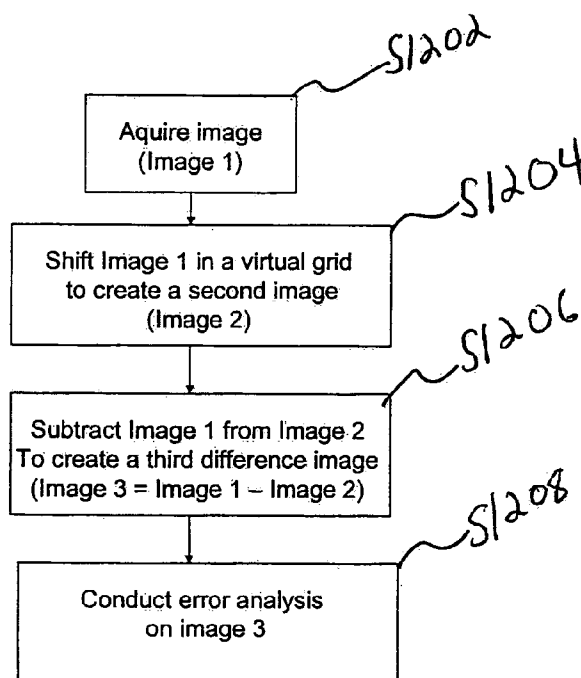 S1202
Aquire image
(Image 1)
S1204
Shift Image 1 in a virtual grid
to create a second image
(Image 2)
S1206
Subtract Image 1 from Image 2
To create a third difference image
(Image 3 = Image 1 – Image 2)
S1208
Conduct error analysis
on image 3